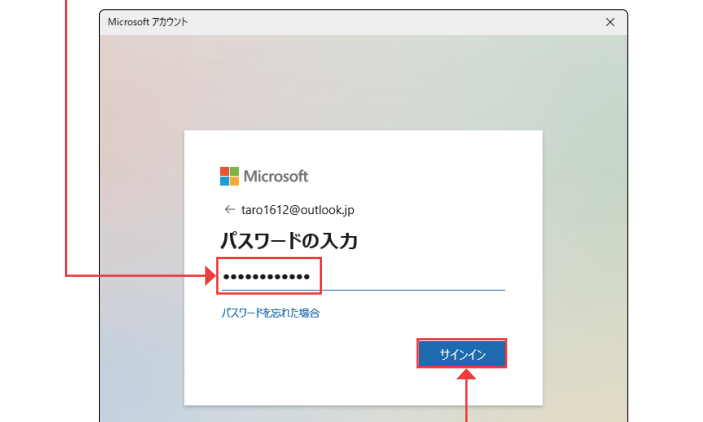 Microsoft アカウント
Microsoft
← taro1612@outlook.jp
パスワードの入力
••••••••••••
パスワードを忘れた場合
サインイン